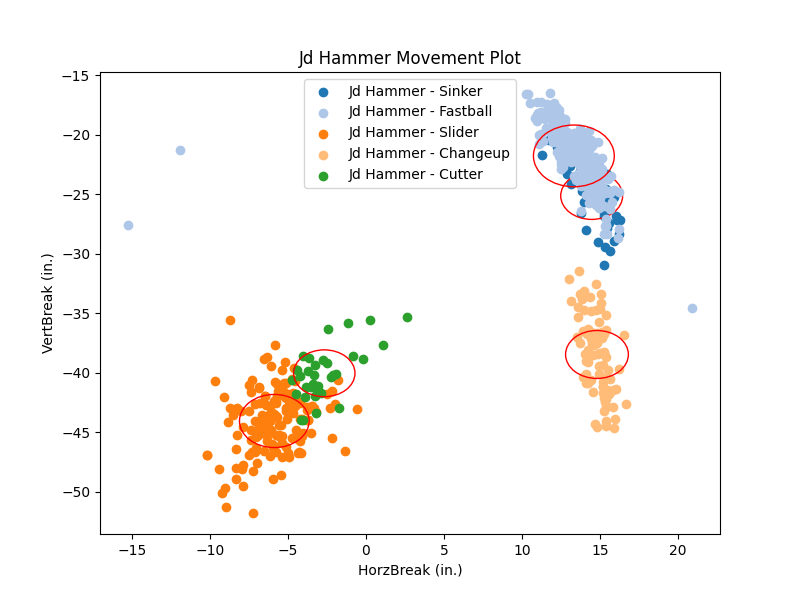 Jd Hammer Movement Plot
Jd Hammer - Sinker
Jd Hammer - Fastball
Jd Hammer - Slider
Jd Hammer - Changeup
Jd Hammer - Cutter
VertBreak (in.)
−15
−20
−25
−30
−35
−40
−45
−50
−15
−10
−5
0
5
10
15
20
HorzBreak (in.)